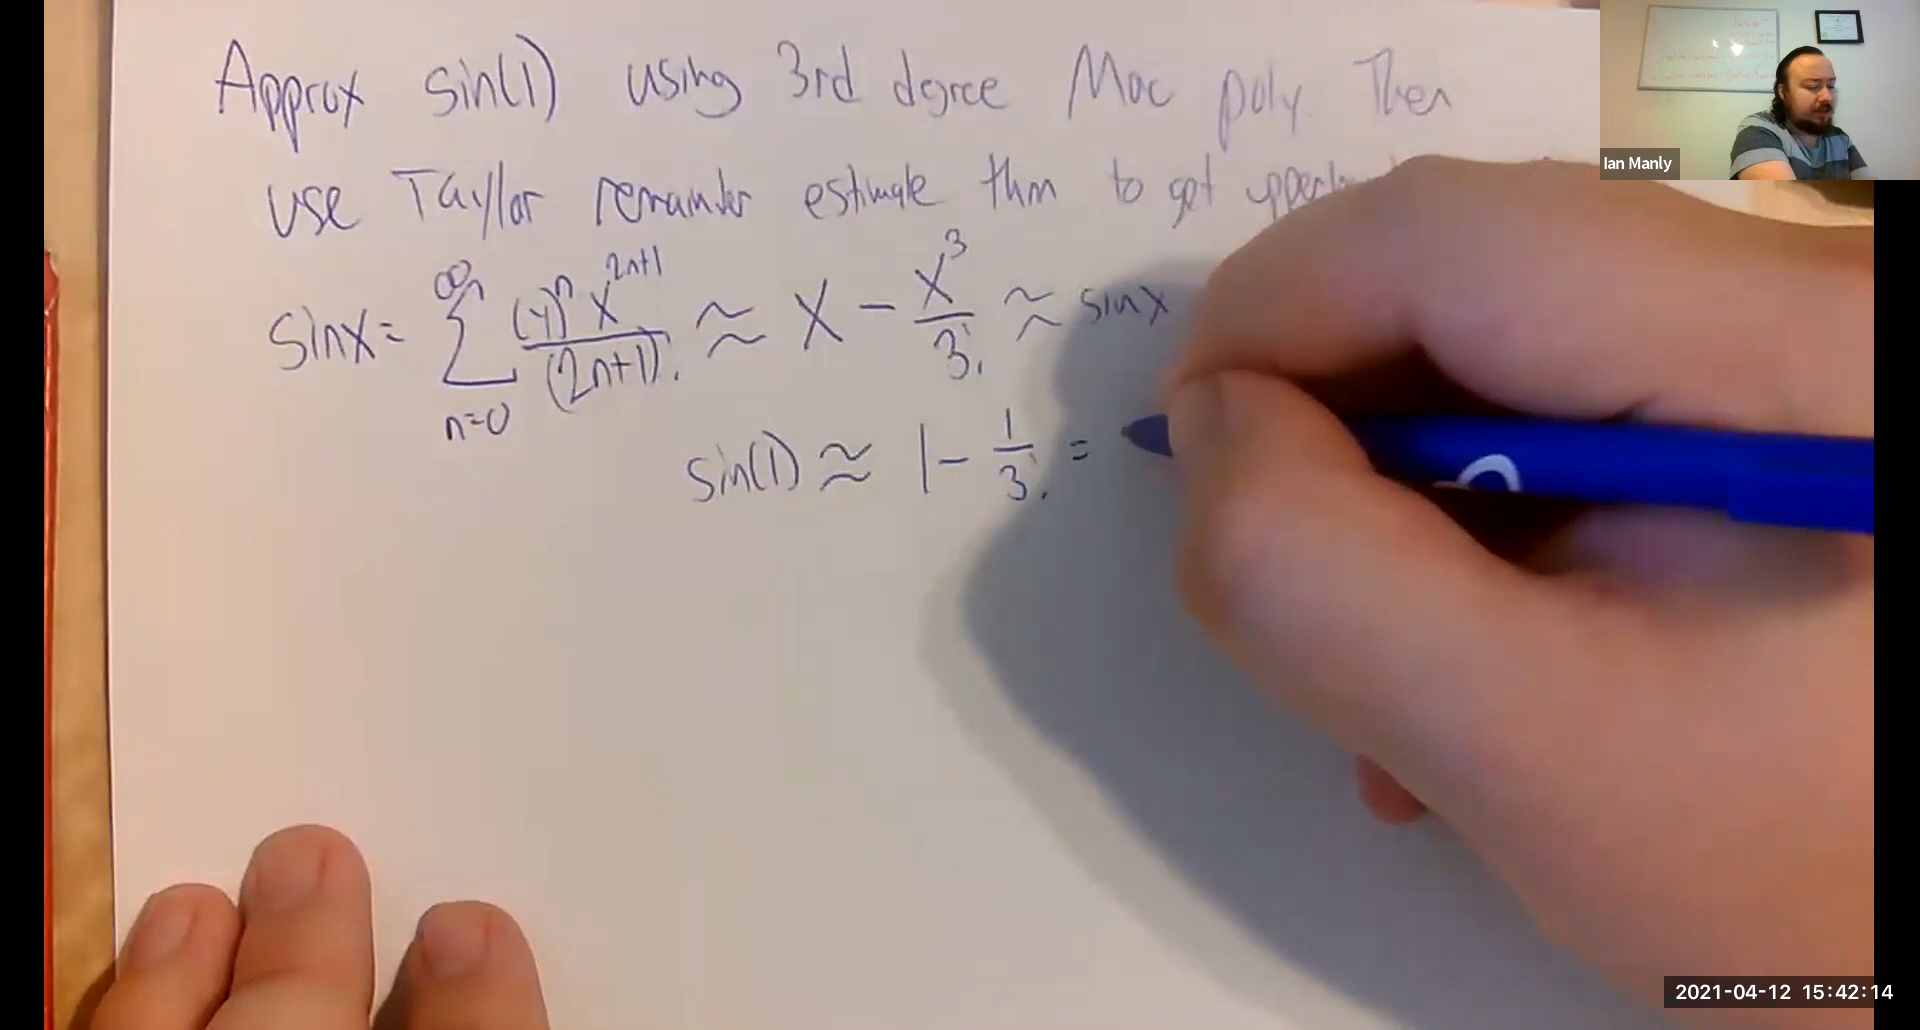 Approx sin(1) using 3rd degree Mac poly. Then
use Taylor remainder estimate thm to get
sinx = ∑ n=0 ∞ (-1)^n x^(2n+1) / (2n+1)! ≈ x - x^3/3! ≈ sinx
sin(1) ≈ 1 - 1/3! =
Ian Manly
2021-04-12 15:42:14